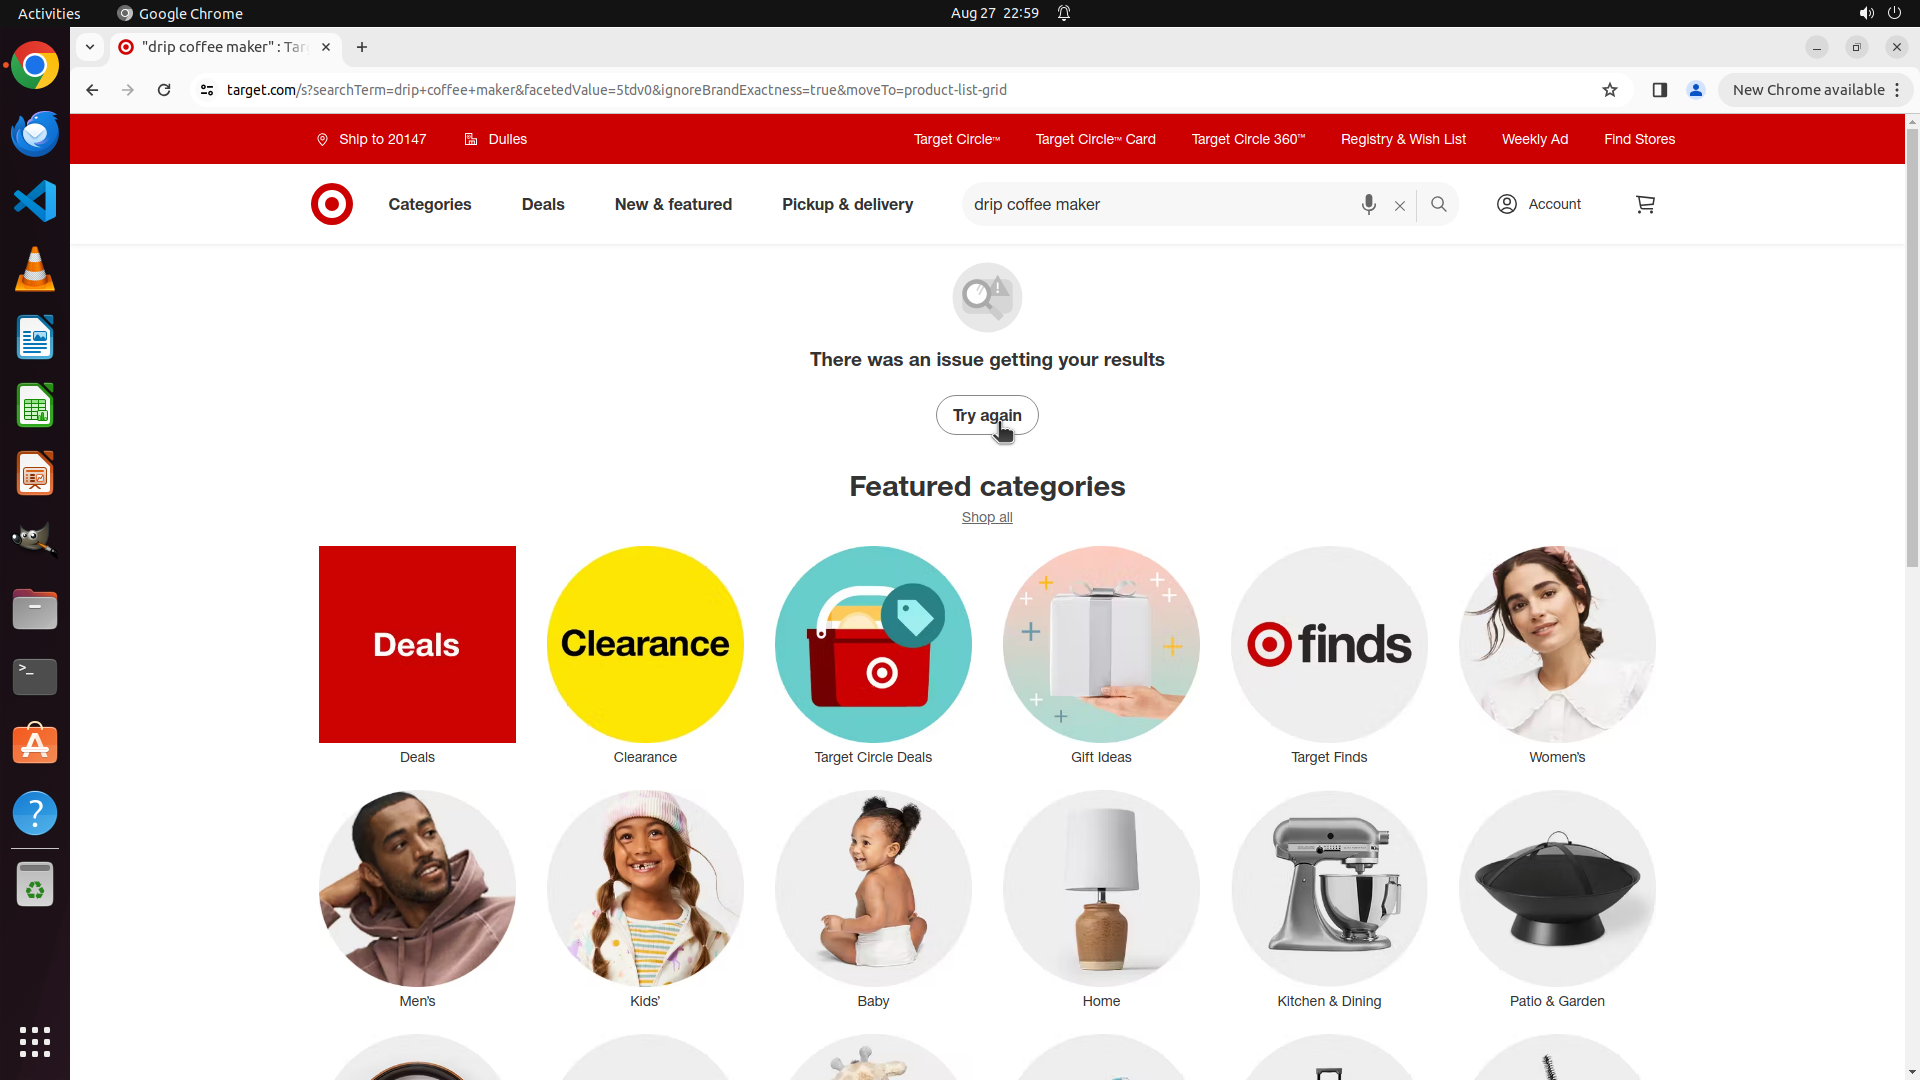 Activities
Google Chrome
Aug 27 22:59
"drip coffee maker" : Tar
target.com/s?searchTerm=drip+coffee+maker&facetedValue=5tdv0&ignoreBrandExactness=true&moveTo=product-list-grid
New Chrome available
Ship to 20147
Dulles
Target Circle™
Target Circle™ Card
Target Circle 360™
Registry & Wish List
Weekly Ad
Find Stores
Categories
Deals
New & featured
Pickup & delivery
drip coffee maker
Account
There was an issue getting your results
Try again
Featured categories
Shop all
Deals
Clearance
finds
Deals
Clearance
Target Circle Deals
Gift Ideas
Target Finds
Women's
Men's
Kids'
Baby
Home
Kitchen & Dining
Patio & Garden